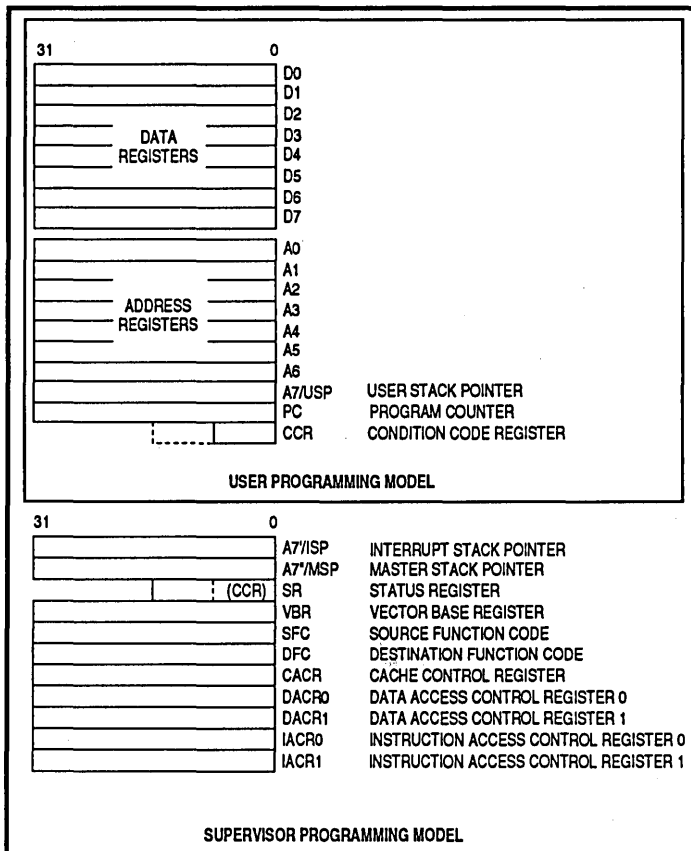 31 0
D0
D1
D2
DATA D3
REGISTERS D4
D5
D6
D7
A0
A1
A2
ADDRESS A3
REGISTERS A4
A5
A6
A7/USP USER STACK POINTER
PC PROGRAM COUNTER
CCR CONDITION CODE REGISTER
USER PROGRAMMING MODEL
31 0
A7'/ISP INTERRUPT STACK POINTER
A7"/MSP MASTER STACK POINTER
(CCR) SR STATUS REGISTER
VBR VECTOR BASE REGISTER
SFC SOURCE FUNCTION CODE
DFC DESTINATION FUNCTION CODE
CACR CACHE CONTROL REGISTER
DACR0 DATA ACCESS CONTROL REGISTER 0
DACR1 DATA ACCESS CONTROL REGISTER 1
IACR0 INSTRUCTION ACCESS CONTROL REGISTER 0
IACR1 INSTRUCTION ACCESS CONTROL REGISTER 1
SUPERVISOR PROGRAMMING MODEL